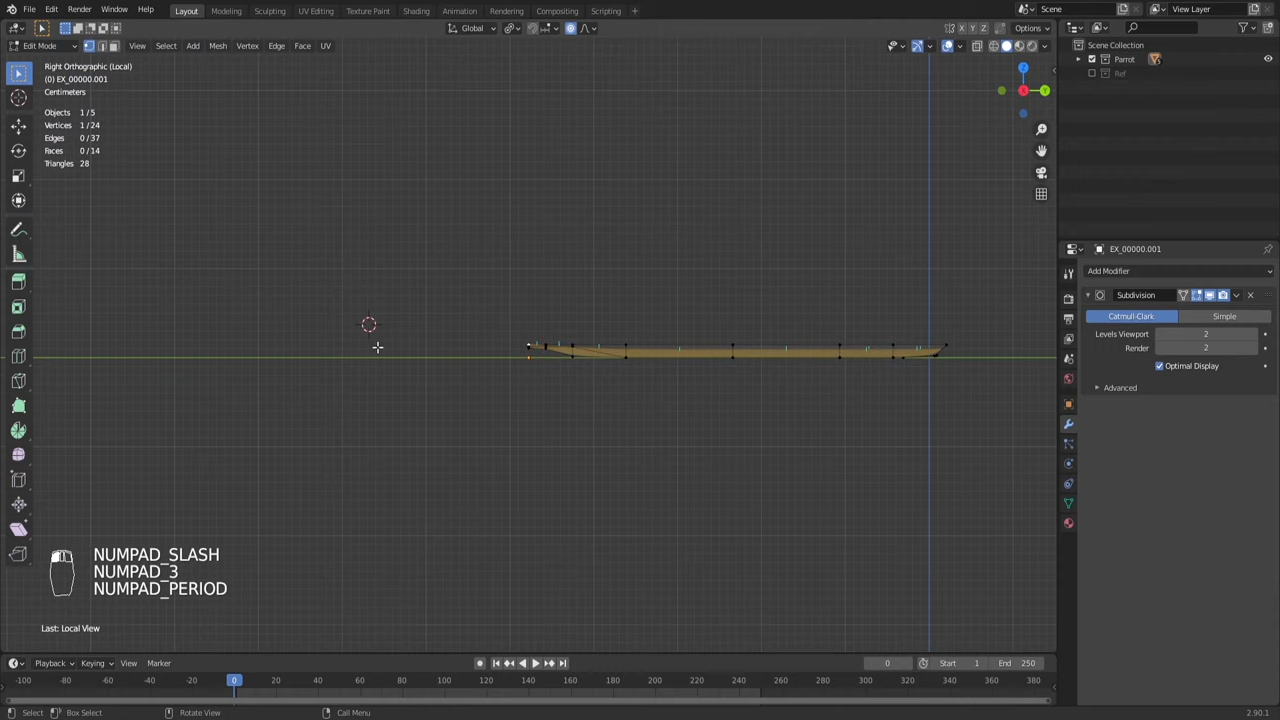 File Edit Render Window Help Layout Modeling Sculpting UV Editing Texture Paint Shading Animation Rendering Compositing Scripting + Scene View Layer
Global Options
Edit Mode View Select Add Mesh Vertex Edge Face UV X Y Z
Right Orthographic (Local)
(0) EX_00000.001
Centimeters
Objects 1/5
Vertices 1/24
Edges 0/37
Faces 0/14
Triangles 28
Z
X
Y
Scene Collection
Parrot
Ref
EX_00000.001
Add Modifier
Subdivision
Catmull-Clark Simple
Levels Viewport 2
Render 2
Optimal Display
Advanced
NUMPAD_SLASH
NUMPAD_3
NUMPAD_PERIOD
Last: Local View
Playback Keying View Marker 0 Start 1 End 250
-100 -80 -60 -40 -20 0 20 40 60 80 100 120 140 160 180 200 220 240 260 280 300 320 340 360 380
Select Box Select Rotate View Call Menu 2.90.1